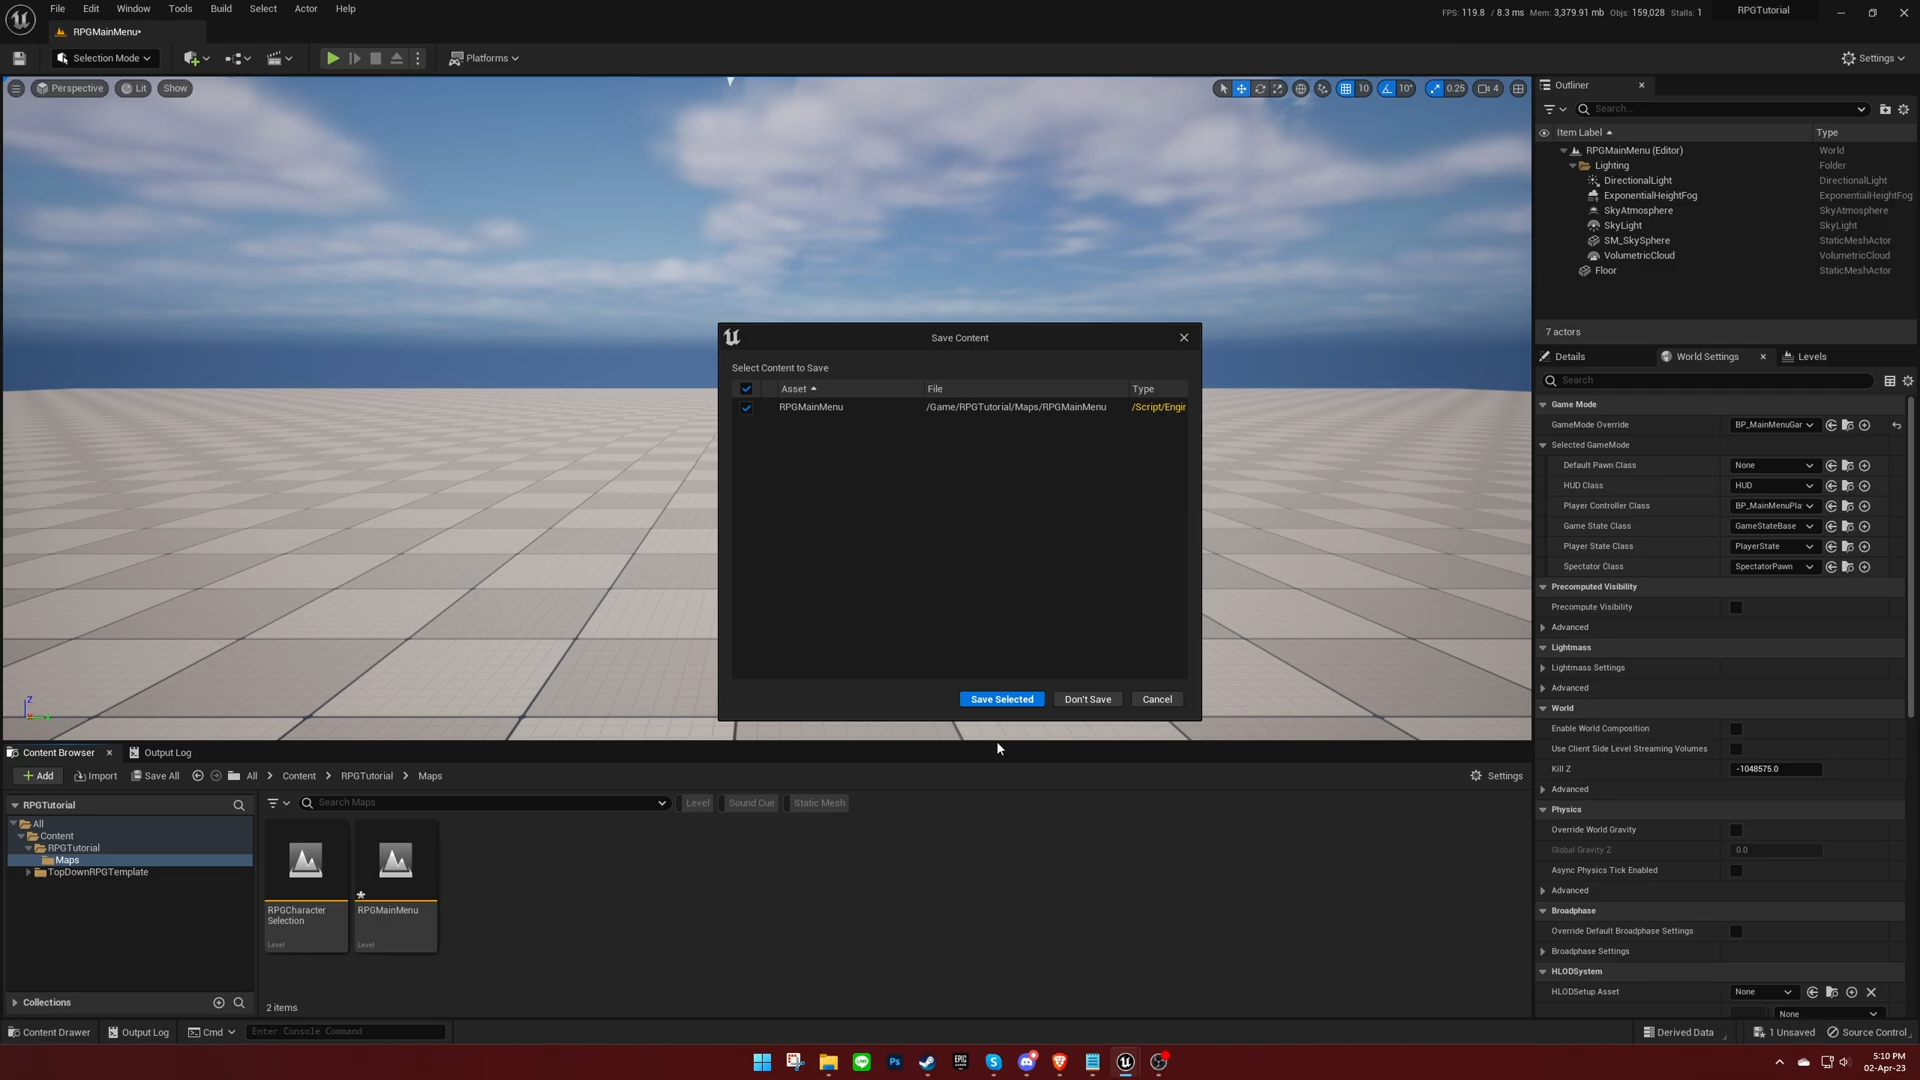 File Edit Window Tools Build Select Actor Help
FPS: 119.8 / 8.3 ms Mem: 3,379.91 mb Objs: 159,028 Stalls: 1
RPGTutorial
RPGMainMenu•
Selection Mode
Platforms
Settings
Perspective Lit Show
10 10° 0.25 4
Outliner
Search...
Item Label Type
RPGMainMenu (Editor) World
Lighting Folder
DirectionalLight DirectionalLight
ExponentialHeightFog ExponentialHeightFog
SkyAtmosphere SkyAtmosphere
SkyLight SkyLight
SM_SkySphere StaticMeshActor
VolumetricCloud VolumetricCloud
Floor StaticMeshActor
7 actors
Details World Settings Levels
Search
Game Mode
GameMode Override BP_MainMenuGar
Selected GameMode
Default Pawn Class None
HUD Class HUD
Player Controller Class BP_MainMenuPla
Game State Class GameStateBase
Player State Class PlayerState
Spectator Class SpectatorPawn
Precomputed Visibility
Precompute Visibility
Advanced
Lightmass
Lightmass Settings
Advanced
World
Enable World Composition
Use Client Side Level Streaming Volumes
Kill Z -1048575.0
Advanced
Physics
Override World Gravity
Global Gravity Z 0.0
Async Physics Tick Enabled
Advanced
Broadphase
Override Default Broadphase Settings
Broadphase Settings
HLODSystem
HLODSetup Asset None
None
Save Content
Select Content to Save
Asset File Type
RPGMainMenu /Game/RPGTutorial/Maps/RPGMainMenu /Script/Engir
Save Selected Don't Save Cancel
Z
Content Browser Output Log
Add Import Save All All Content RPGTutorial Maps Settings
RPGTutorial
Search Maps Level Sound Cue Static Mesh
All
Content
RPGTutorial
Maps
TopDownRPGTemplate
RPGCharacter
Selection
Level
RPGMainMenu
Level
Collections
2 items
Content Drawer Output Log Cmd Enter Console Command Derived Data 1 Unsaved Source Control
Ps
EPIC
GAMES
5:10 PM
02-Apr-23